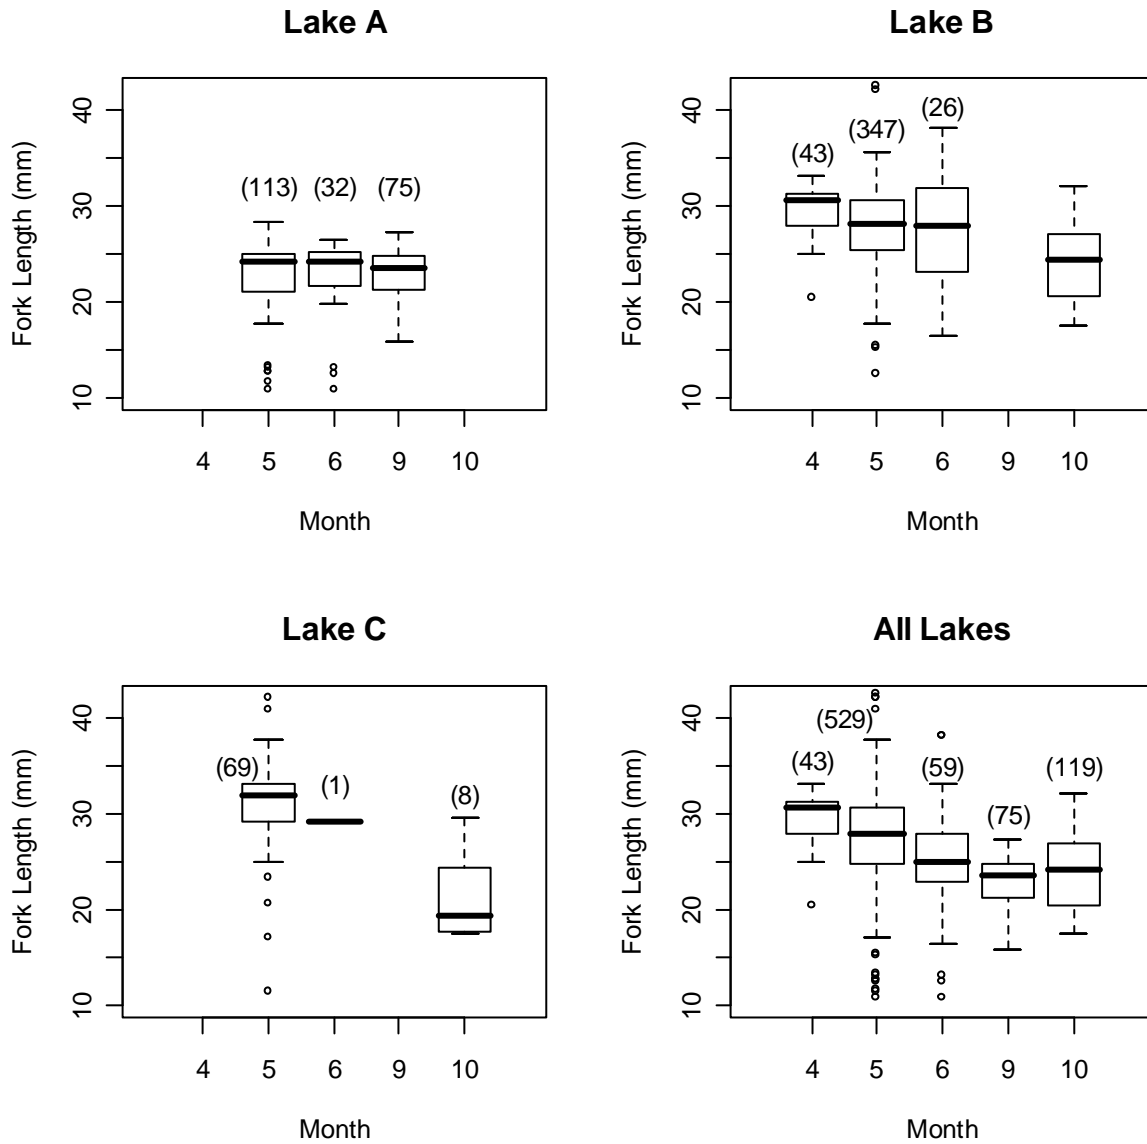 Lake A
Fork Length (mm)
40
30
20
10
(113) (32) (75)
4 5 6 9 10
Month
Lake B
Fork Length (mm)
40
30
20
10
(43) (347) (26)
4 5 6 9 10
Month
Lake C
Fork Length (mm)
40
30
20
10
(69) (1) (8)
4 5 6 9 10
Month
All Lakes
Fork Length (mm)
40
30
20
10
(43) (529) (59) (75) (119)
4 5 6 9 10
Month